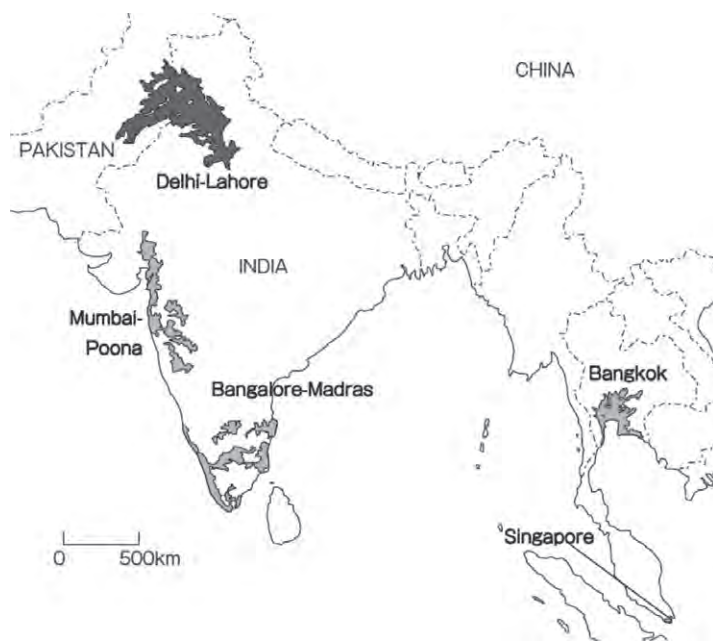 CHINA
PAKISTAN
Delhi-Lahore
INDIA
Mumbai-
Poona
Bangalore-Madras
Bangkok
Singapore
0 500km